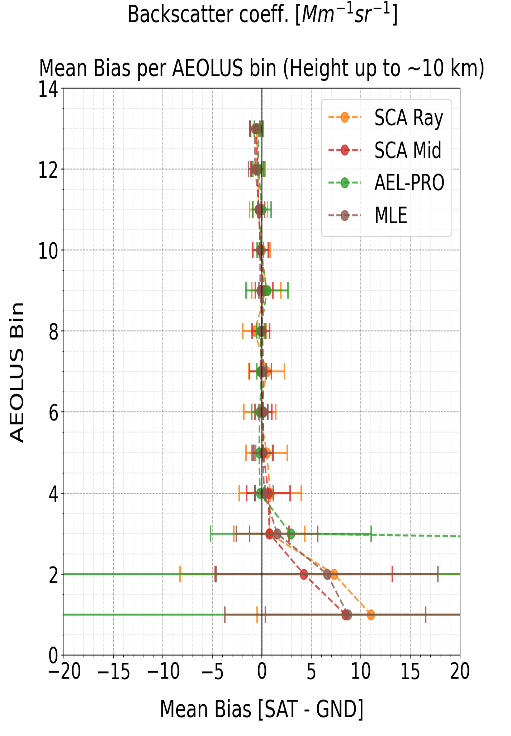 Backscatter coeff. [Mm⁻¹sr⁻¹]
Mean Bias per AEOLUS bin (Height up to ~10 km)
14
12
10
8
6
4
2
0
AEOLUS Bin
SCA Ray
SCA Mid
AEL-PRO
MLE
−20 −15 −10 −5 0 5 10 15 20
Mean Bias [SAT - GND]